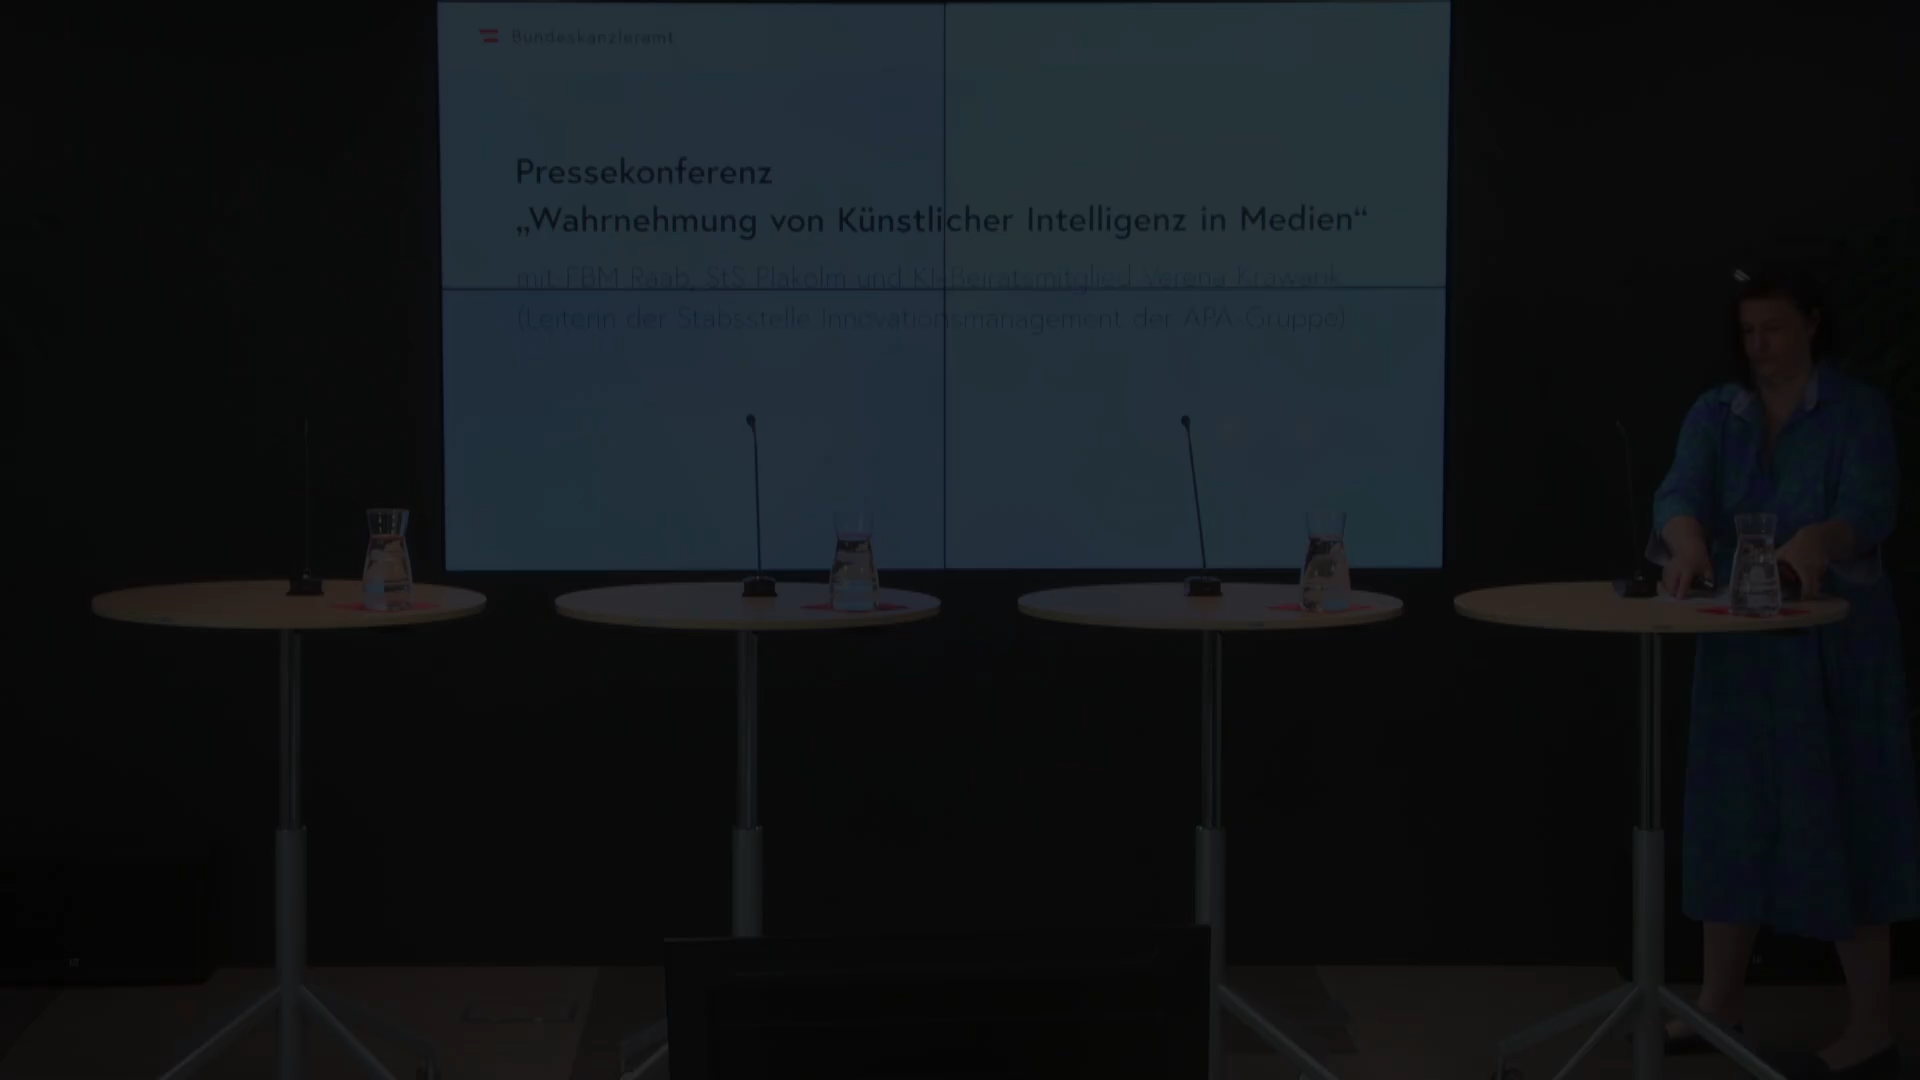 Bundeskanzleramt
Pressekonferenz
„Wahrnehmung von Künstlicher Intelligenz in Medien“
mit FBM Raab, StS Plakolm und KI-Beiratsmitglied Verena Krawarik
(Leiterin der Stabsstelle Innovationsmanagement der APA-Gruppe)